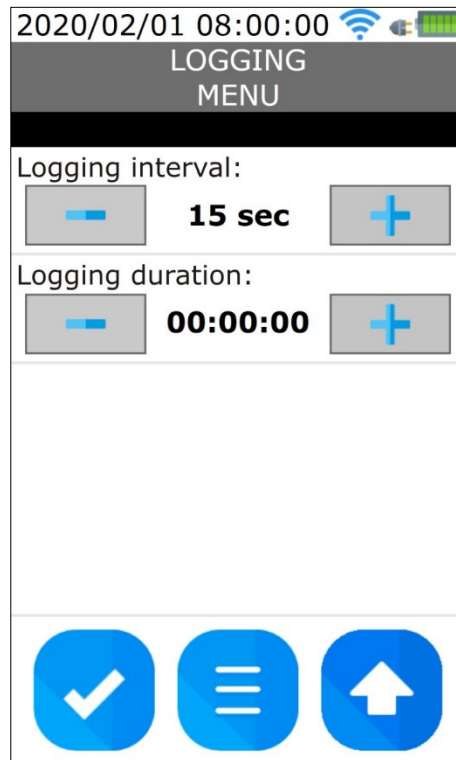 2020/02/01 08:00:00
LOGGING
MENU
Logging interval:
15 sec
Logging duration:
00:00:00